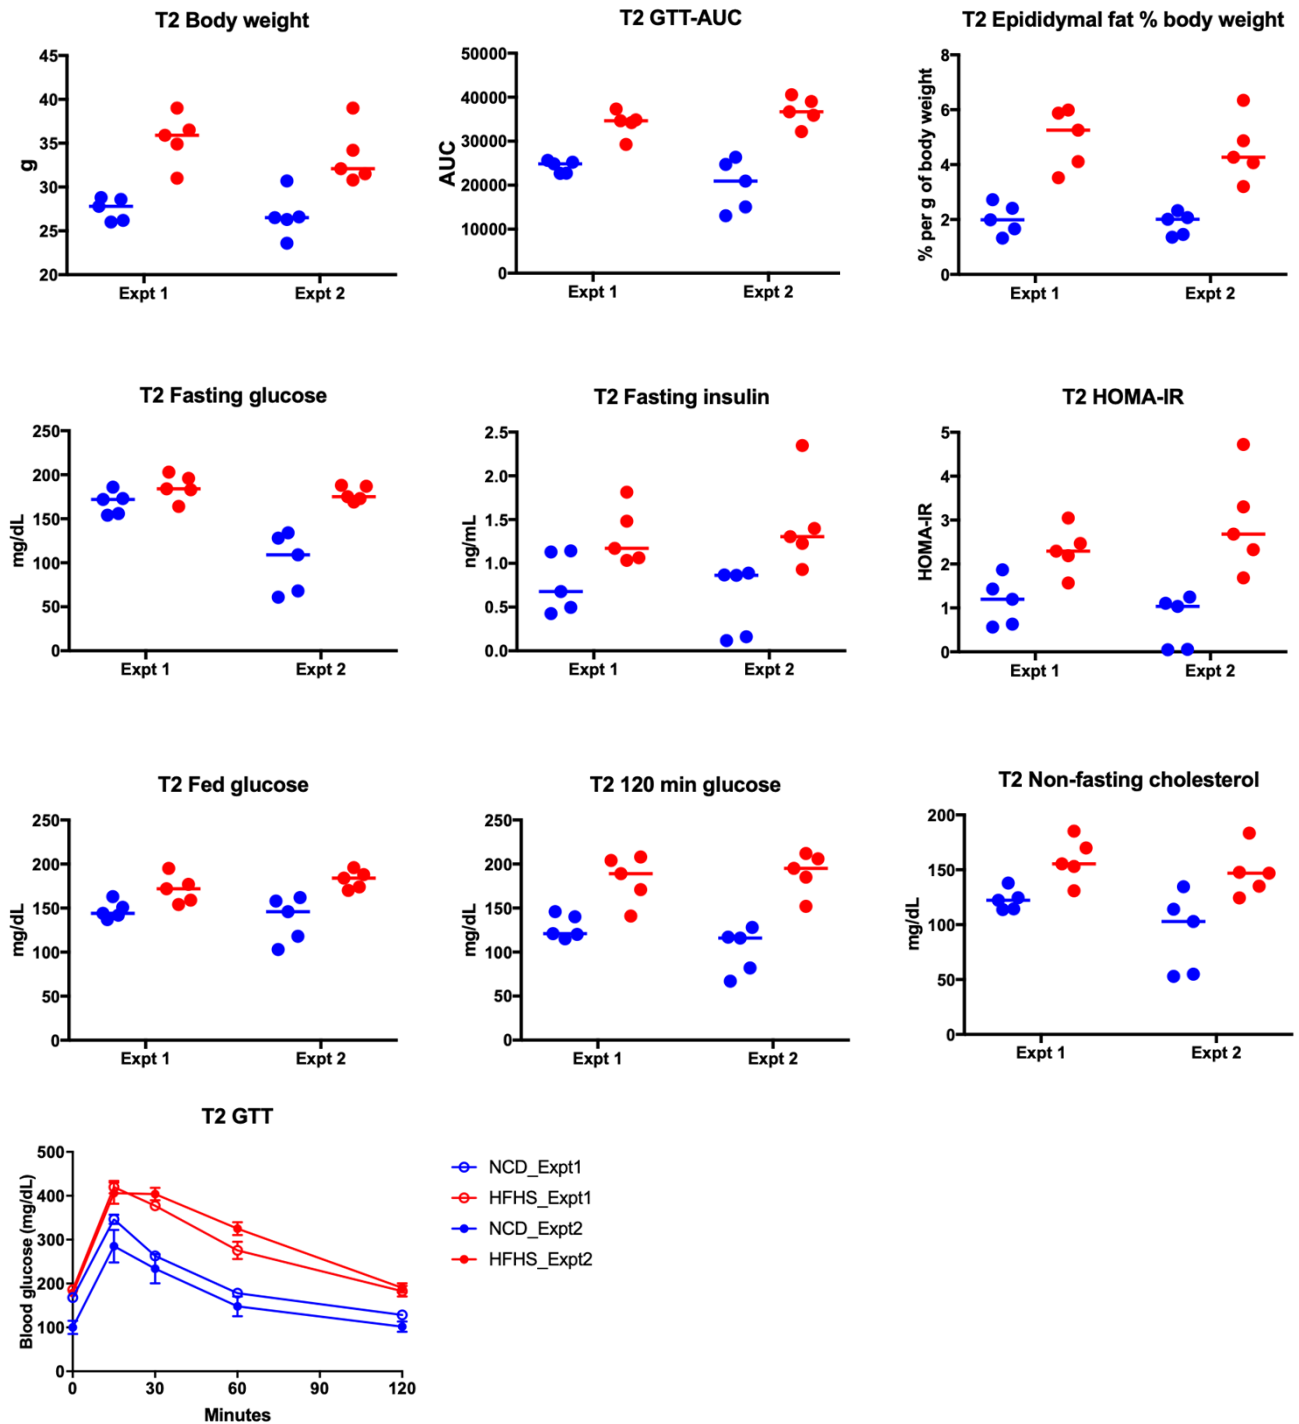 T2 Body weight
45
40
35
30
25
20
g
Expt 1
Expt 2
T2 GTT-AUC
50000
40000
30000
20000
10000
0
AUC
Expt 1
Expt 2
T2 Epididymal fat % body weight
8
6
4
2
0
% per g of body weight
Expt 1
Expt 2
T2 Fasting glucose
250
200
150
100
50
0
mg/dL
Expt 1
Expt 2
T2 Fasting insulin
2.5
2.0
1.5
1.0
0.5
0.0
ng/mL
Expt 1
Expt 2
T2 HOMA-IR
5
4
3
2
1
0
HOMA-IR
Expt 1
Expt 2
T2 Fed glucose
250
200
150
100
50
0
mg/dL
Expt 1
Expt 2
T2 120 min glucose
250
200
150
100
50
0
mg/dL
Expt 1
Expt 2
T2 Non-fasting cholesterol
200
150
100
50
0
mg/dL
Expt 1
Expt 2
T2 GTT
500
400
300
200
100
0
Blood glucose (mg/dL)
0
30
60
90
120
Minutes
NCD_Expt1
HFHS_Expt1
NCD_Expt2
HFHS_Expt2